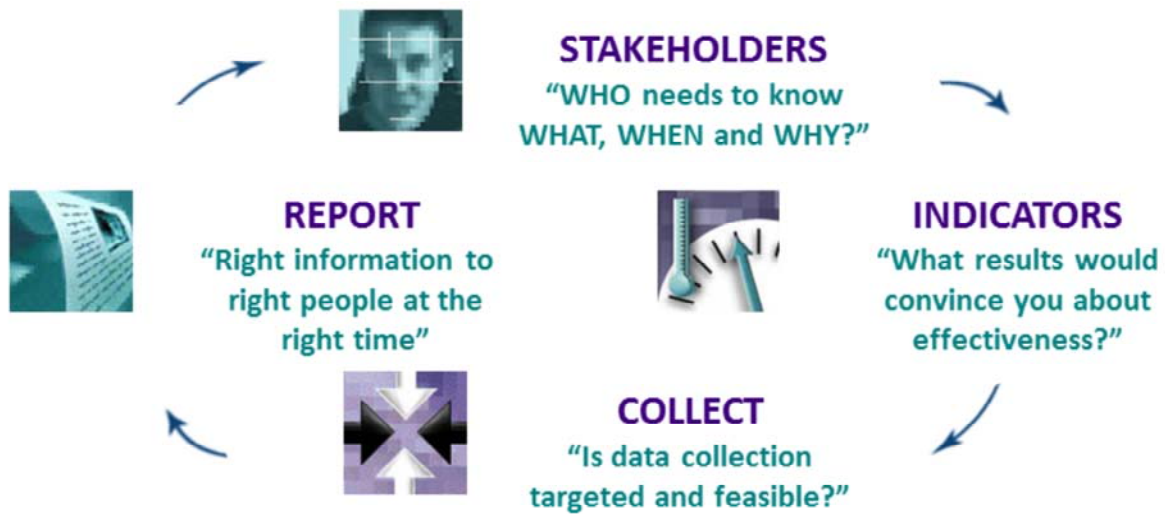 STAKEHOLDERS
“WHO needs to know
WHAT, WHEN and WHY?”
INDICATORS
“What results would
convince you about
effectiveness?”
COLLECT
“Is data collection
targeted and feasible?”
REPORT
“Right information to
right people at the
right time”